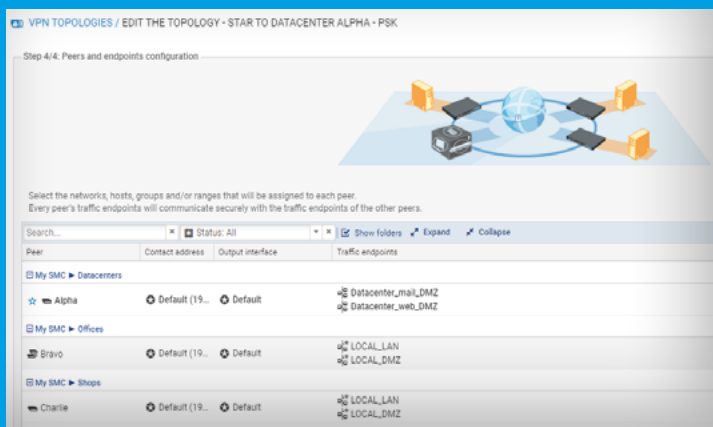 VPN TOPOLOGIES / EDIT THE TOPOLOGY - STAR TO DATACENTER ALPHA - PSK
Step 4/4: Peers and endpoints configuration
Select the networks, hosts, groups and/or ranges that will be assigned to each peer.
Every peer's traffic endpoints will communicate securely with the traffic endpoints of the other peers.
Search... Status: All Show folders Expand Collapse
Peer Contact address Output interface Traffic endpoints
My SMC ► Datacenters
Alpha Default (19... Default Datacenter_mail_DMZ
Datacenter_web_DMZ
My SMC ► Offices
Bravo Default (19... Default LOCAL_LAN
LOCAL_DMZ
My SMC ► Shops
Charlie Default (19... Default LOCAL_LAN
LOCAL_DMZ